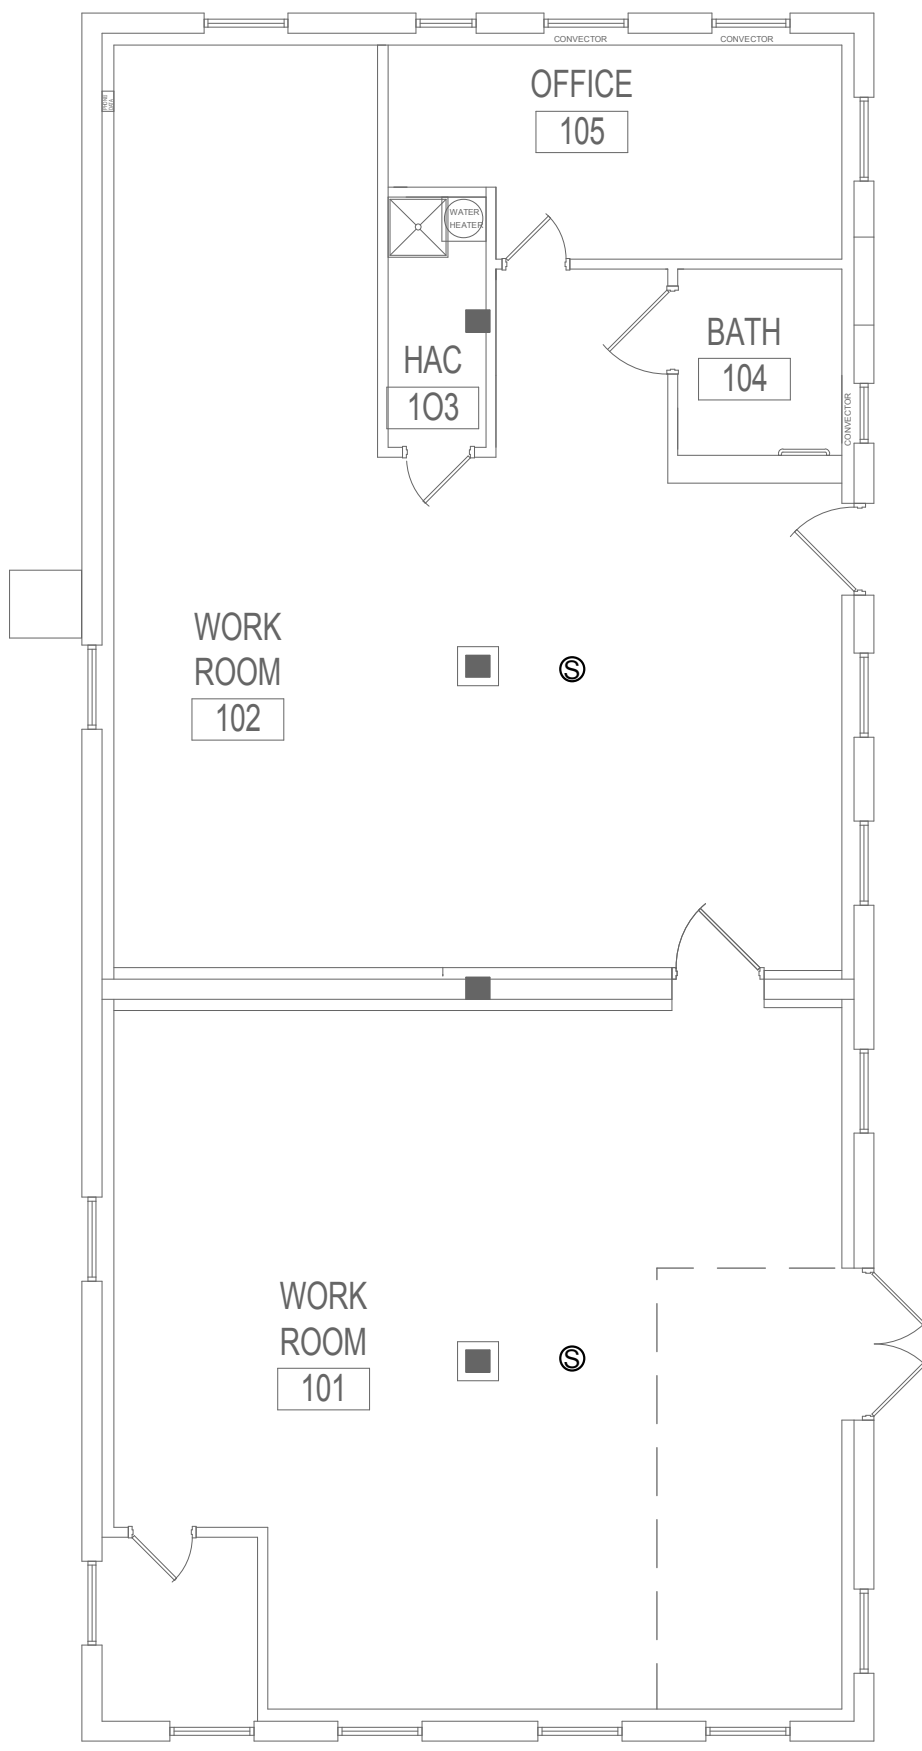 CONVECTOR
CONVECTOR
OFFICE
105
WATER
HEATER
HAC
1O3
BATH
104
CONVECTOR
WORK
ROOM
102
S
WORK
ROOM
101
S